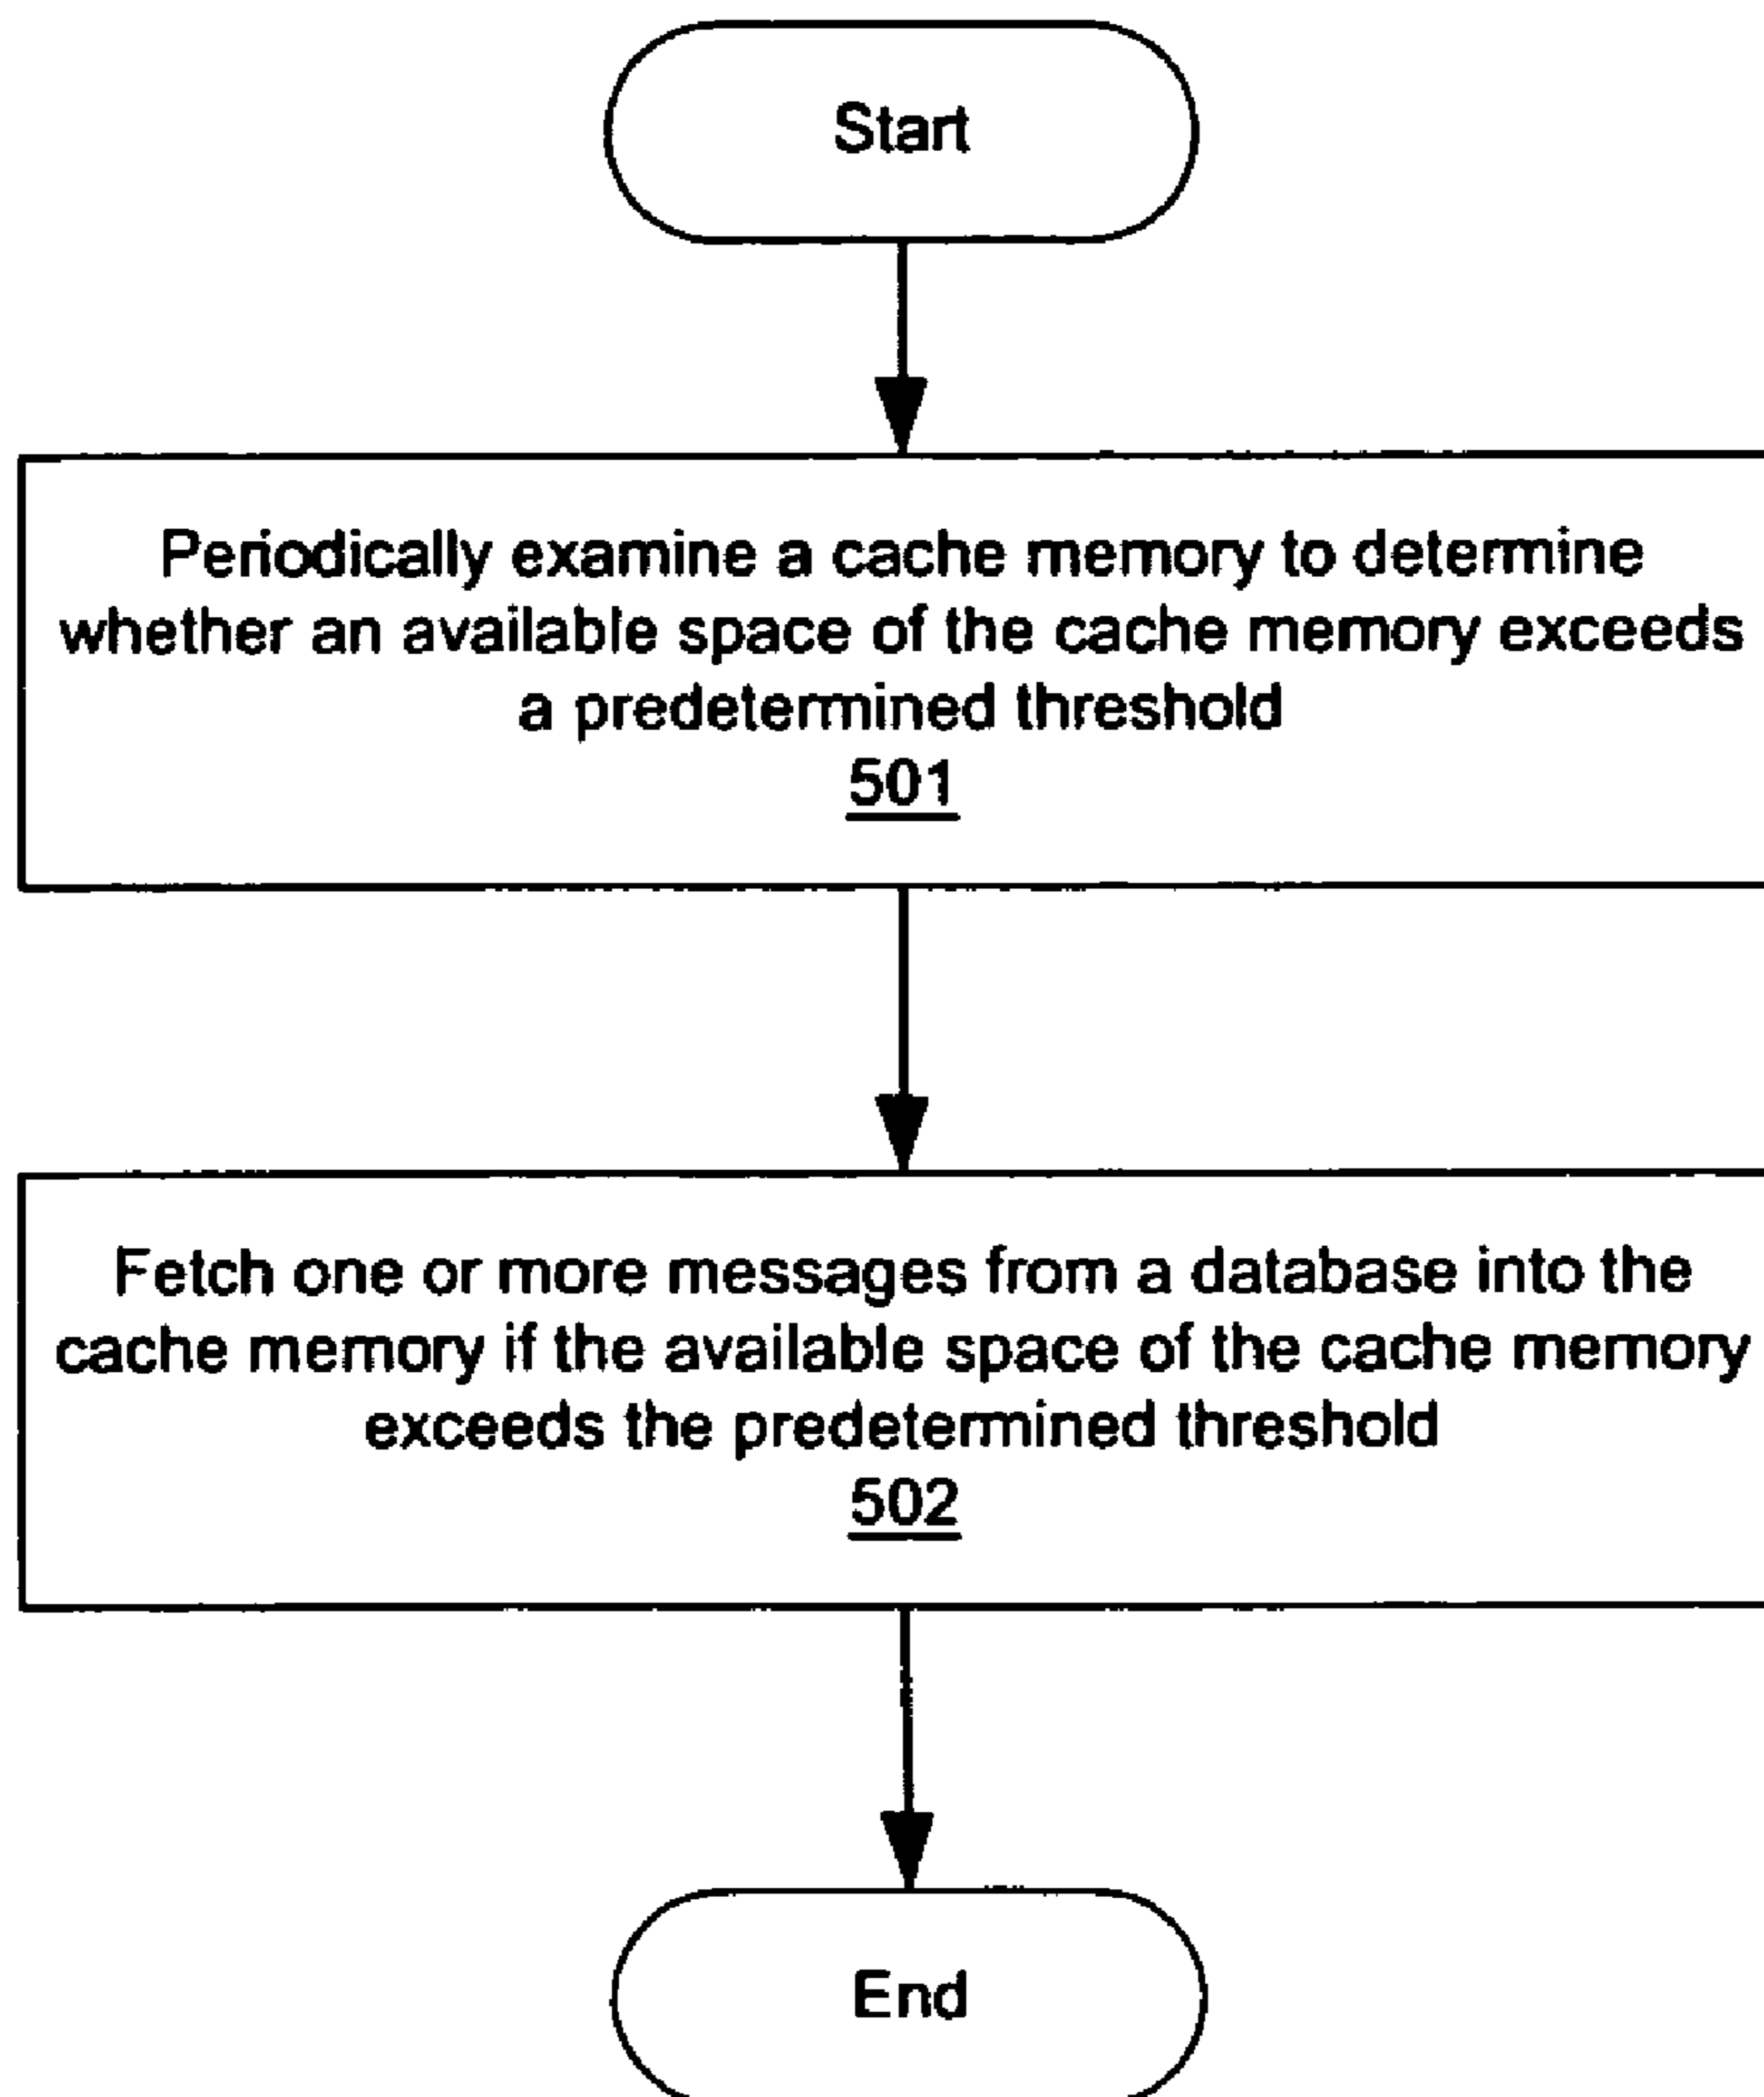 Start
Periodically examine a cache memory to determine
whether an available space of the cache memory exceeds
a predetermined threshold
501
Fetch one or more messages from a database into the
cache memory if the available space of the cache memory
exceeds the predetermined threshold
502
End